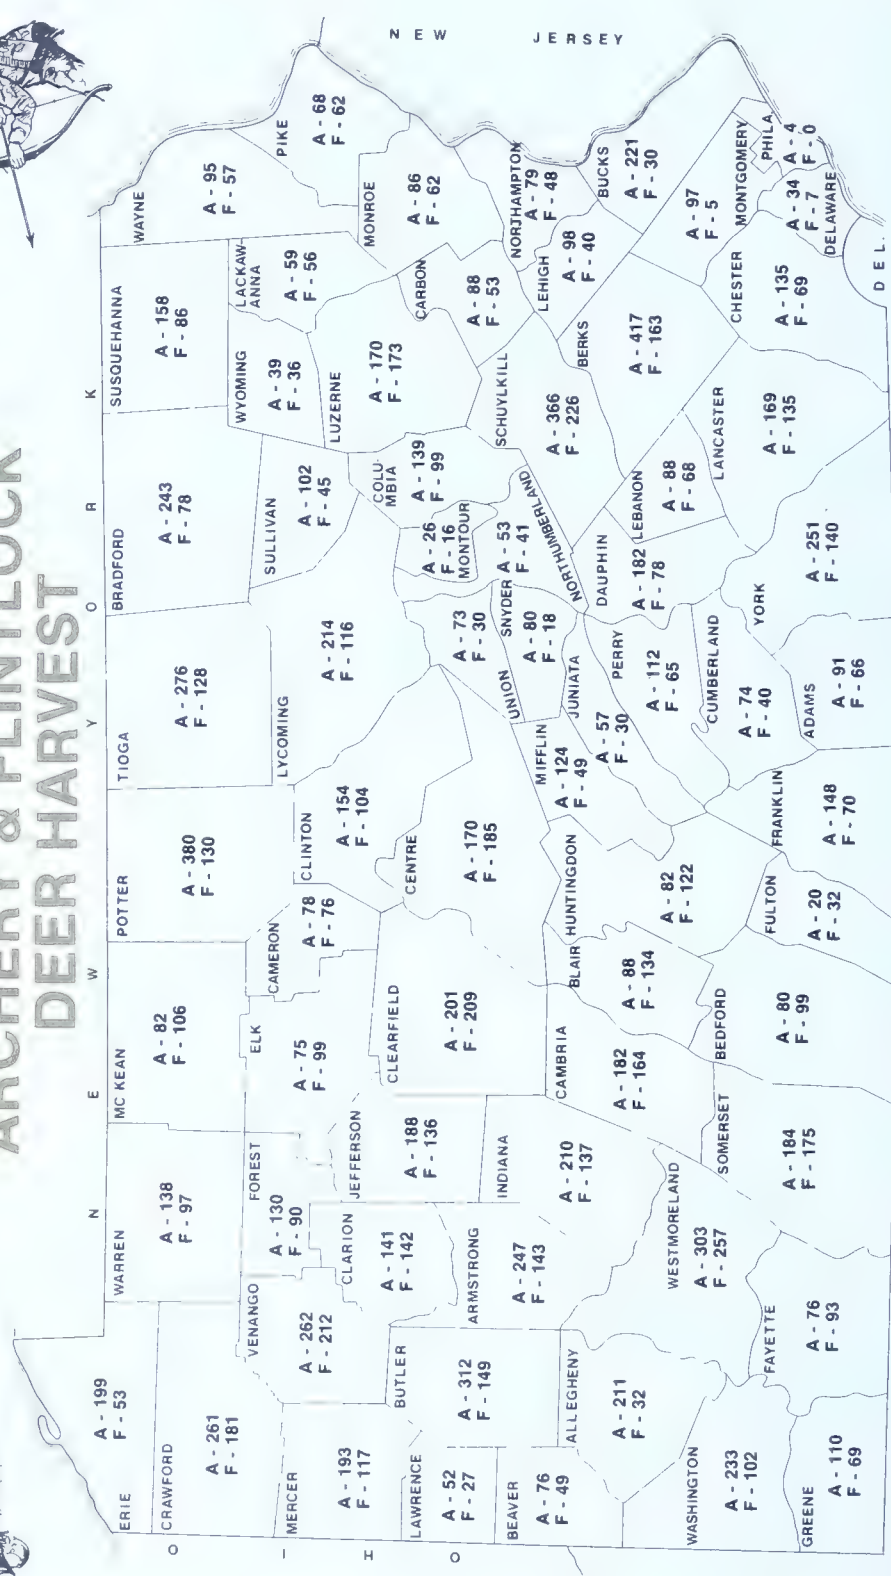 ARCHERY & FLINTLOCK
DEER HARVEST
N E W Y O R K
N E W JERSEY
OHIO
DEL.
ERIE
A - 199
F - 53
CRAWFORD
A - 261
F - 181
MERCER
A - 193
F - 117
LAWRENCE
A - 52
F - 27
BEAVER
A - 76
F - 49
WASHINGTON
A - 233
F - 102
GREENE
A - 110
F - 69
WARREN
A - 138
F - 97
VENANGO
A - 262
F - 212
FOREST
A - 130
F - 90
CLARION
A - 141
F - 142
BUTLER
A - 312
F - 149
ARMSTRONG
A - 247
F - 143
ALLEGHENY
A - 211
F - 32
WESTMORELAND
A - 303
F - 257
FAYETTE
A - 76
F - 93
MC KEAN
A - 82
F - 106
ELK
A - 75
F - 99
JEFFERSON
A - 188
F - 136
INDIANA
A - 210
F - 137
CLEARFIELD
A - 201
F - 209
CAMBRIA
A - 182
F - 164
SOMERSET
A - 184
F - 175
POTTER
A - 380
F - 130
CAMERON
A - 78
F - 76
CLINTON
A - 154
F - 104
CENTRE
A - 170
F - 185
BLAIR
A - 88
F - 134
BEDFORD
A - 80
F - 99
HUNTINGDON
A - 82
F - 122
FULTON
A - 20
F - 32
FRANKLIN
A - 148
F - 70
TIOGA
A - 276
F - 128
LYCOMING
A - 214
F - 116
UNION
A - 73
F - 30
SNYDER
A - 80
F - 18
MIFFLIN
A - 124
F - 49
JUNIATA
A - 57
F - 30
PERRY
A - 112
F - 65
CUMBERLAND
A - 74
F - 40
ADAMS
A - 91
F - 66
YORK
A - 251
F - 140
BRADFORD
A - 243
F - 78
SULLIVAN
A - 102
F - 45
COLU-
MBIA
A - 139
F - 99
A - 26
F - 16
MONTOUR
A - 53
F - 41
NORTHUMBERLAND
DAUPHIN
A - 182
F - 78
LEBANON
A - 88
F - 68
LANCASTER
A - 169
F - 135
SUSQUEHANNA
A - 158
F - 86
WYOMING
A - 39
F - 36
LACKAW-
ANNA
A - 59
F - 56
LUZERNE
A - 170
F - 173
SCHUYLKILL
A - 366
F - 226
CARBON
A - 88
F - 53
BERKS
A - 417
F - 163
CHESTER
A - 135
F - 69
WAYNE
A - 95
F - 57
PIKE
A - 68
F - 62
MONROE
A - 86
F - 62
NORTHAMPTON
A - 79
F - 48
LEHIGH
A - 98
F - 40
BUCKS
A - 221
F - 30
A - 97
F - 5
MONTGOMERY
PHILA.
A - 4
F - 0
A - 34
F - 7
DELAWARE